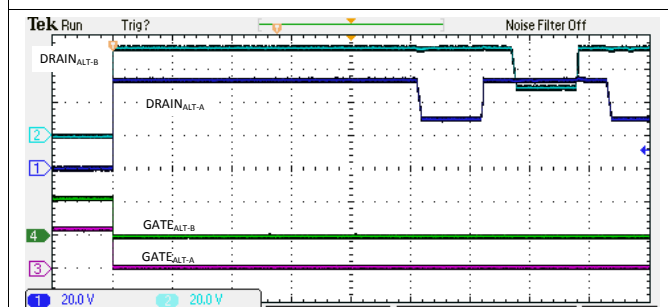 Tek Run Trig? Noise Filter Off
T
DRAINALT-B
DRAINALT-A
2
1
GATEALT-B
4
GATEALT-A
3
1 20.0 V 2 20.0 V